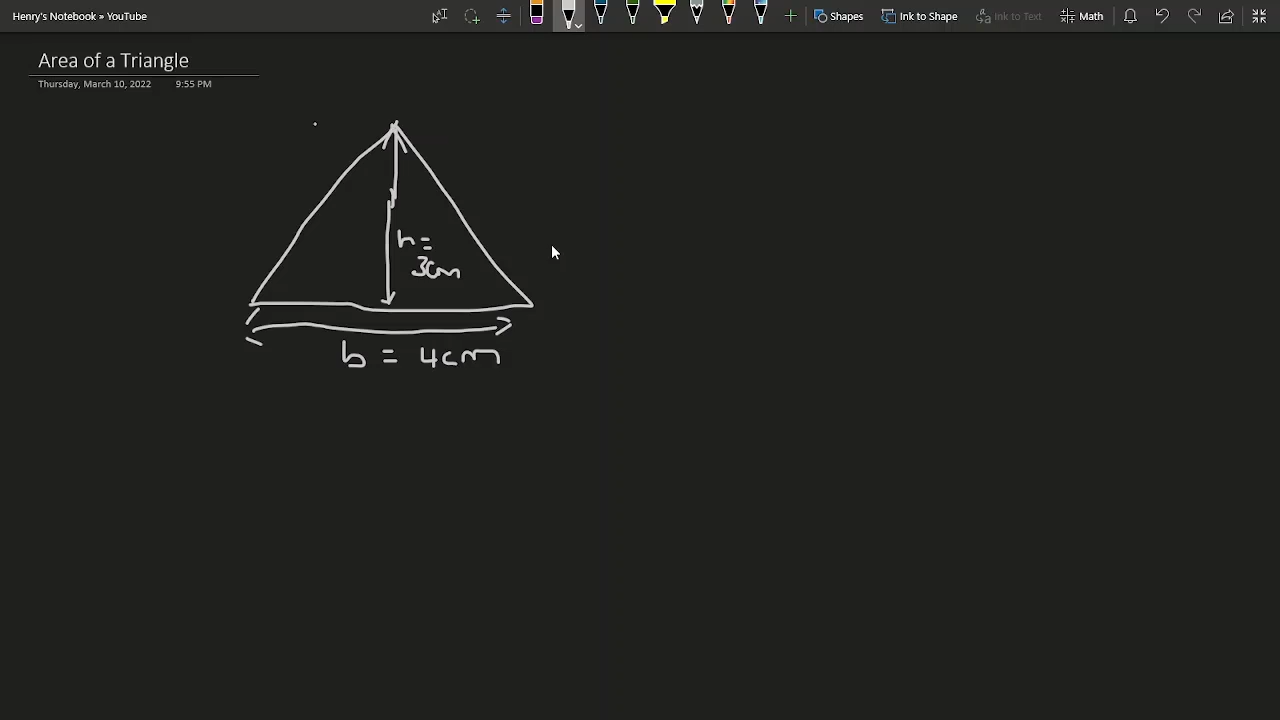 Henry's Notebook » YouTube
Shapes
Ink to Shape
Ink to Text
Math
Area of a Triangle
Thursday, March 10, 2022 9:55 PM
h =
3cm
b = 4cm